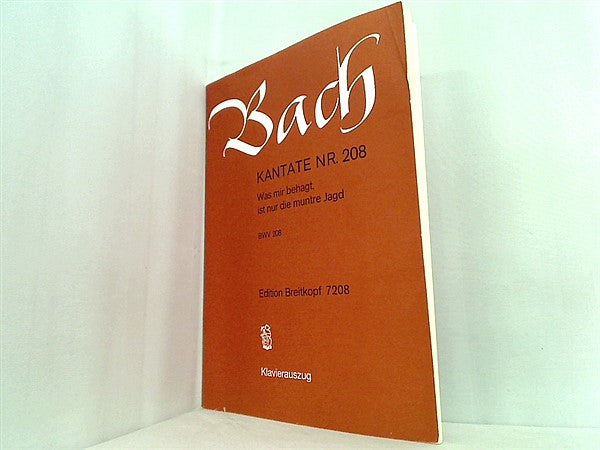 Bach
KANTATE NR. 208
Was mir behagt,
ist nur die muntre Jagd
BWV 208
Edition Breitkopf 7208
Klavierauszug